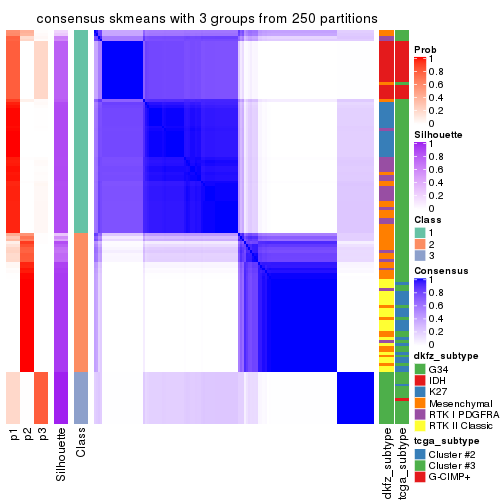 consensus skmeans with 3 groups from 250 partitions
Prob
1
0.8
0.6
0.4
0.2
0
Silhouette
1
0.8
0.6
0.4
0.2
0
Class
1
2
3
Consensus
1
0.8
0.6
0.4
0.2
0
dkfz_subtype
G34
IDH
K27
Mesenchymal
RTK I PDGFRA
RTK II Classic
tcga_subtype
Cluster #2
Cluster #3
G-CIMP+
p1
p2
p3
Silhouette
Class
dkfz_subtype
tcga_subtype